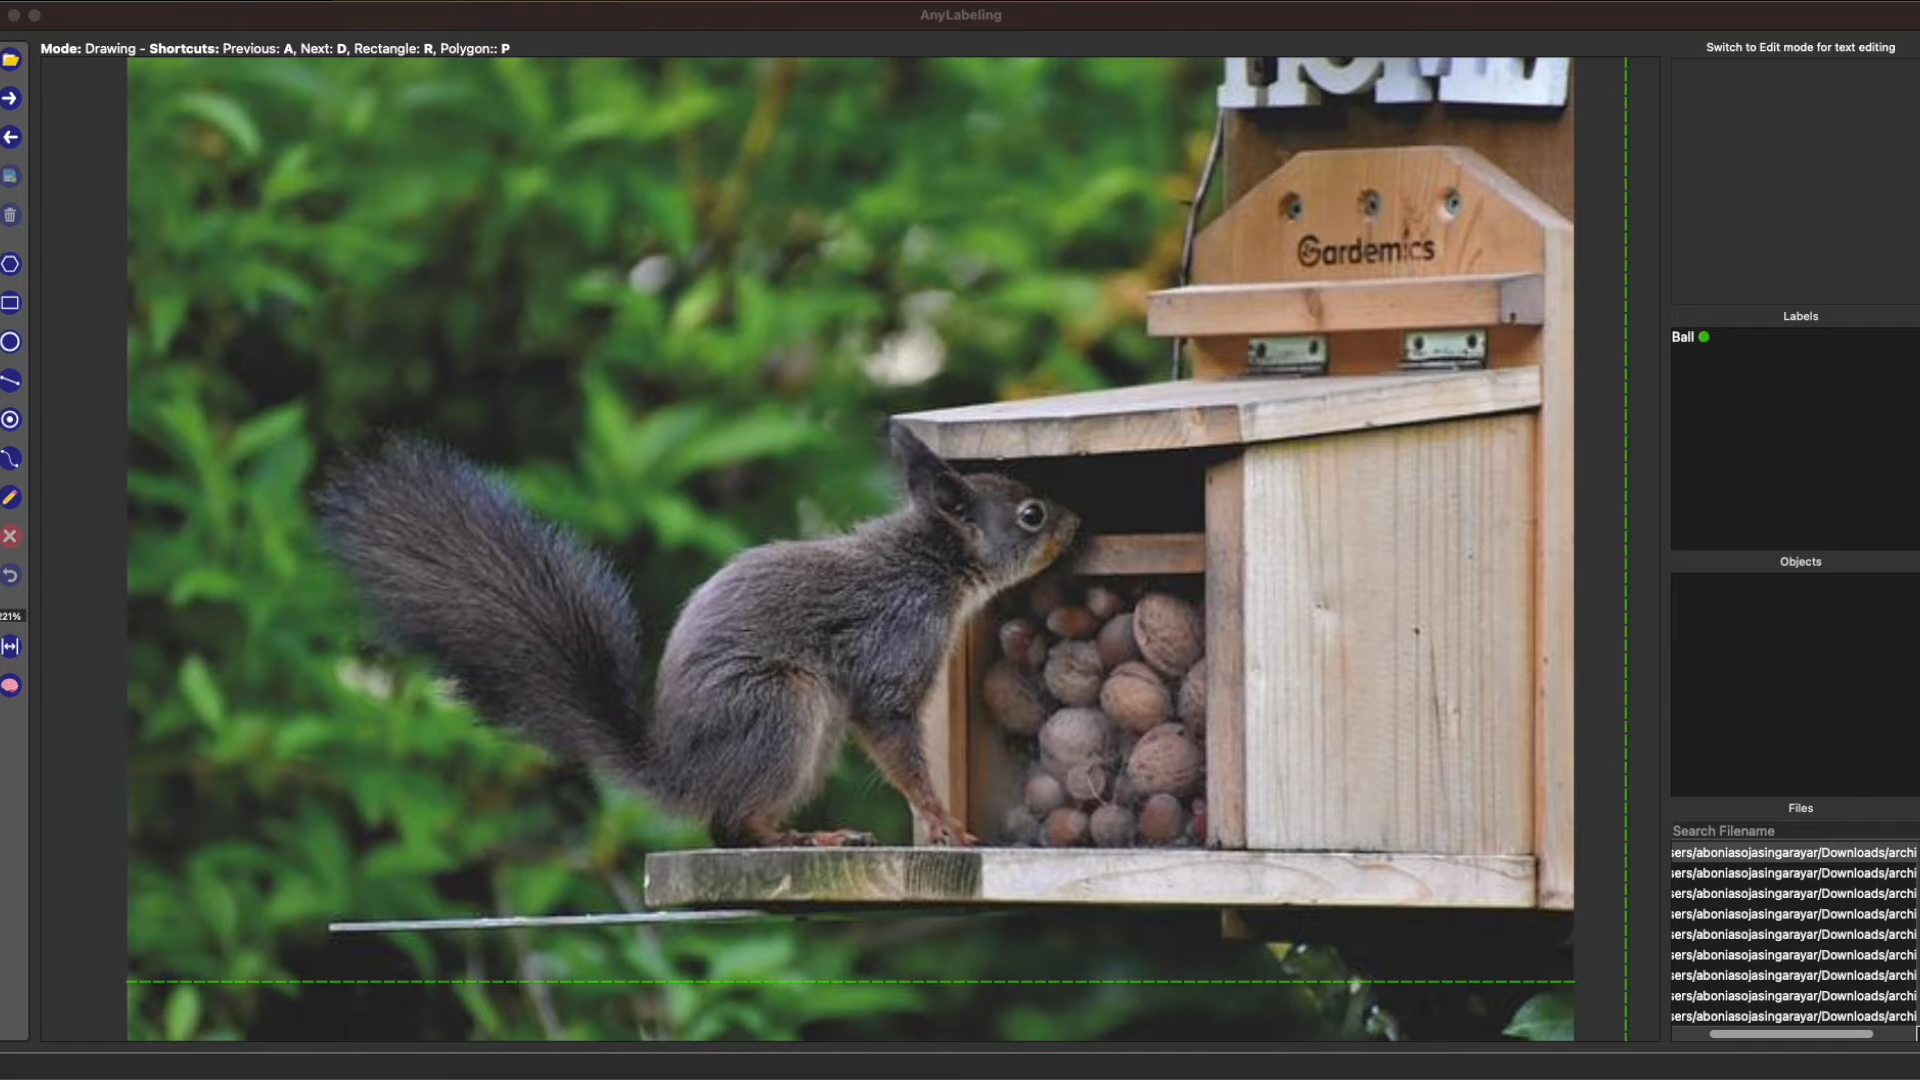 AnyLabeling
Mode: Drawing - Shortcuts: Previous: A, Next: D, Rectangle: R, Polygon:: P
Switch to Edit mode for text editing
Gardemics
Labels
Ball
Objects
221%
Files
Search Filename
sers/aboniasojasingarayar/Downloads/archi
sers/aboniasojasingarayar/Downloads/archi
sers/aboniasojasingarayar/Downloads/archi
sers/aboniasojasingarayar/Downloads/archi
sers/aboniasojasingarayar/Downloads/archi
sers/aboniasojasingarayar/Downloads/archi
sers/aboniasojasingarayar/Downloads/archi
sers/aboniasojasingarayar/Downloads/archi
sers/aboniasojasingarayar/Downloads/archi